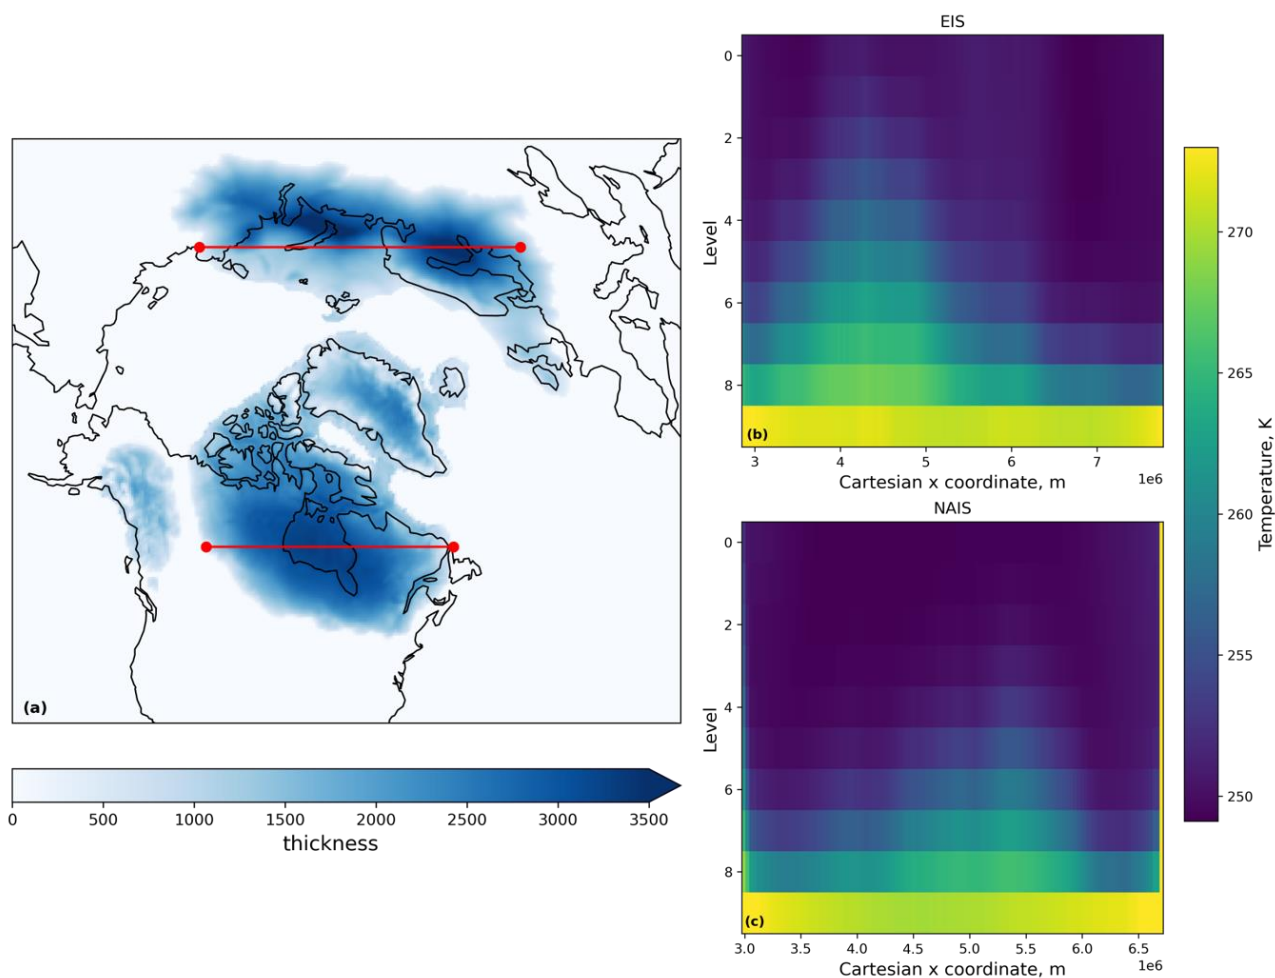 (a)
0 500 1000 1500 2000 2500 3000 3500
thickness
EIS
0
2
4
6
8
Level
(b)
3 4 5 6 7
1e6
Cartesian x coordinate, m
NAIS
0
2
4
6
8
Level
(c)
3.0 3.5 4.0 4.5 5.0 5.5 6.0 6.5
1e6
Cartesian x coordinate, m
270
265
260
255
250
Temperature, K